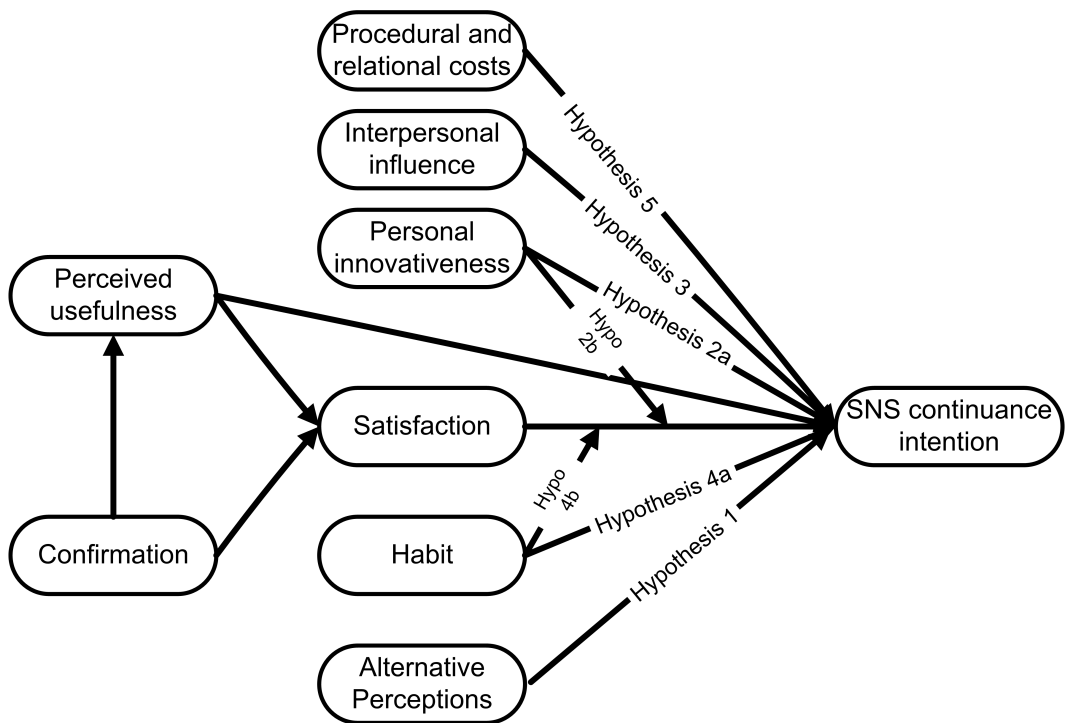 Procedural and
relational costs
Hypothesis 5
Interpersonal
influence
Hypothesis 3
Personal
innovativeness
Hypothesis 2a
Hypo
2b
Perceived
usefulness
Satisfaction
SNS continuance
intention
Hypo
4b
Hypothesis 4a
Confirmation
Habit
Hypothesis 1
Alternative
Perceptions